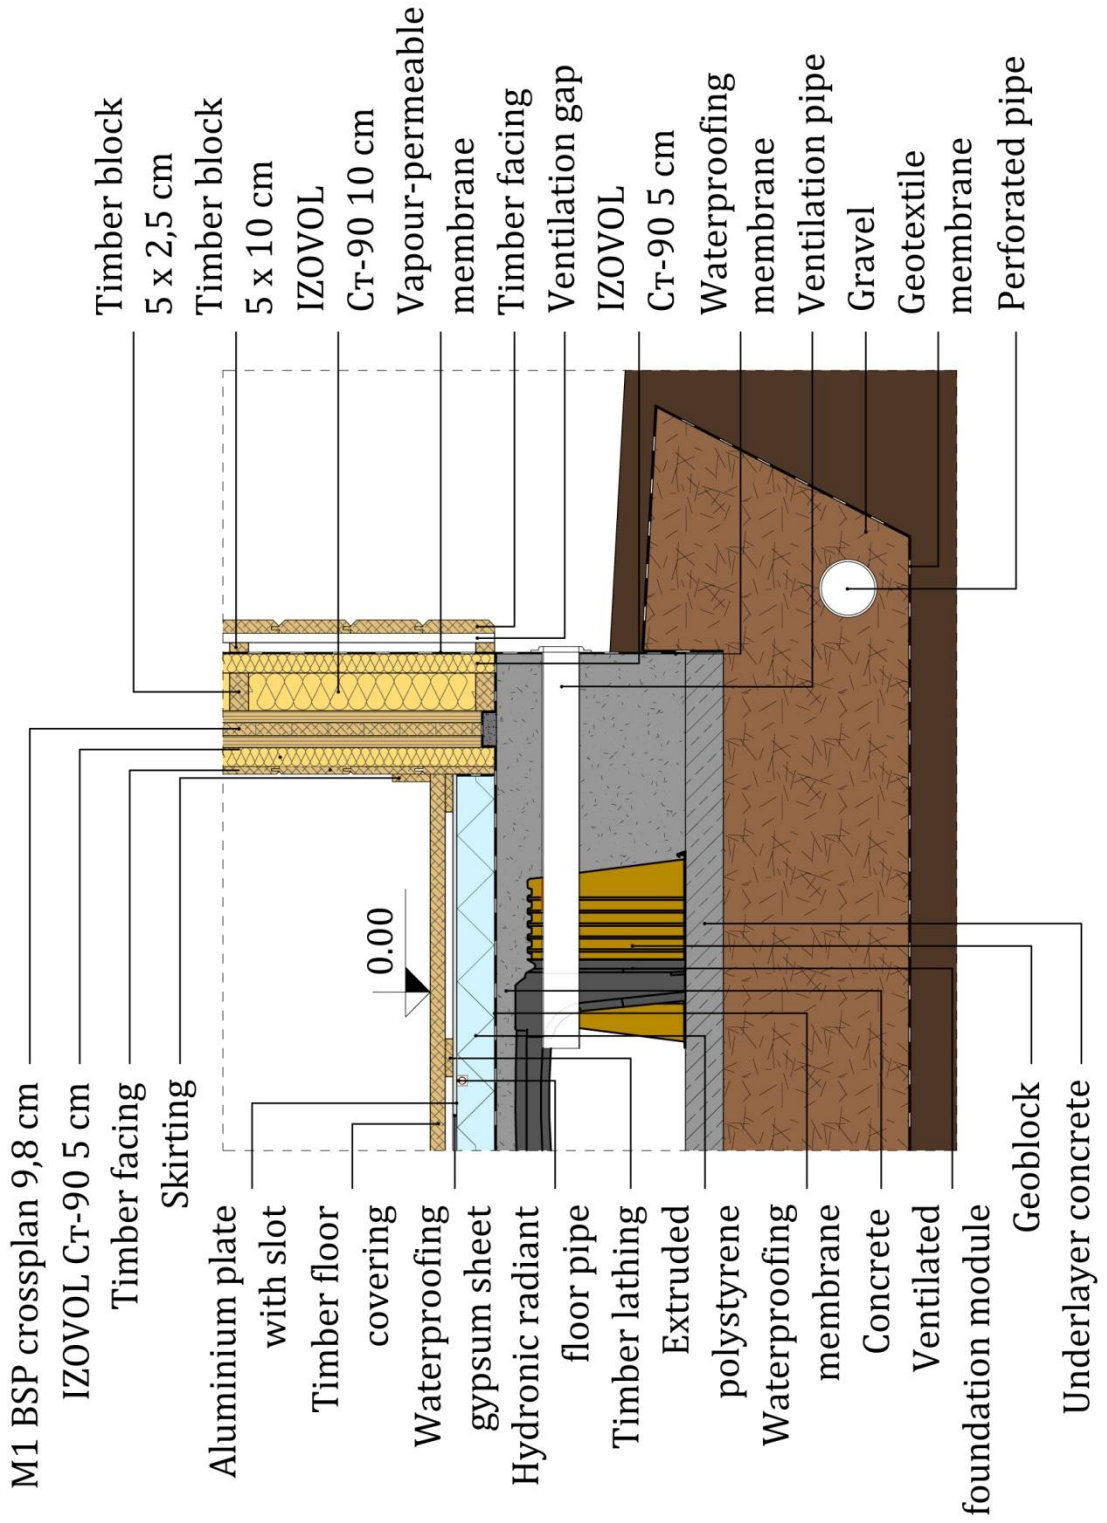 M1 BSP crossplan 9,8 cm
IZOVOL Ст-90 5 cm
Timber facing
Skirting
Aluminium plate
with slot
Timber floor
covering
Waterproofing
gypsum sheet
Hydronic radiant
floor pipe
Timber lathing
Extruded
polystyrene
Waterproofing
membrane
Concrete
Ventilated
foundation module
Geoblock
Underlayer concrete
0.00
Timber block
5 x 2,5 cm
Timber block
5 x 10 cm
IZOVOL
Ст-90 10 cm
Vapour-permeable
membrane
Timber facing
Ventilation gap
IZOVOL
Ст-90 5 cm
Waterproofing
membrane
Ventilation pipe
Gravel
Geotextile
membrane
Perforated pipe